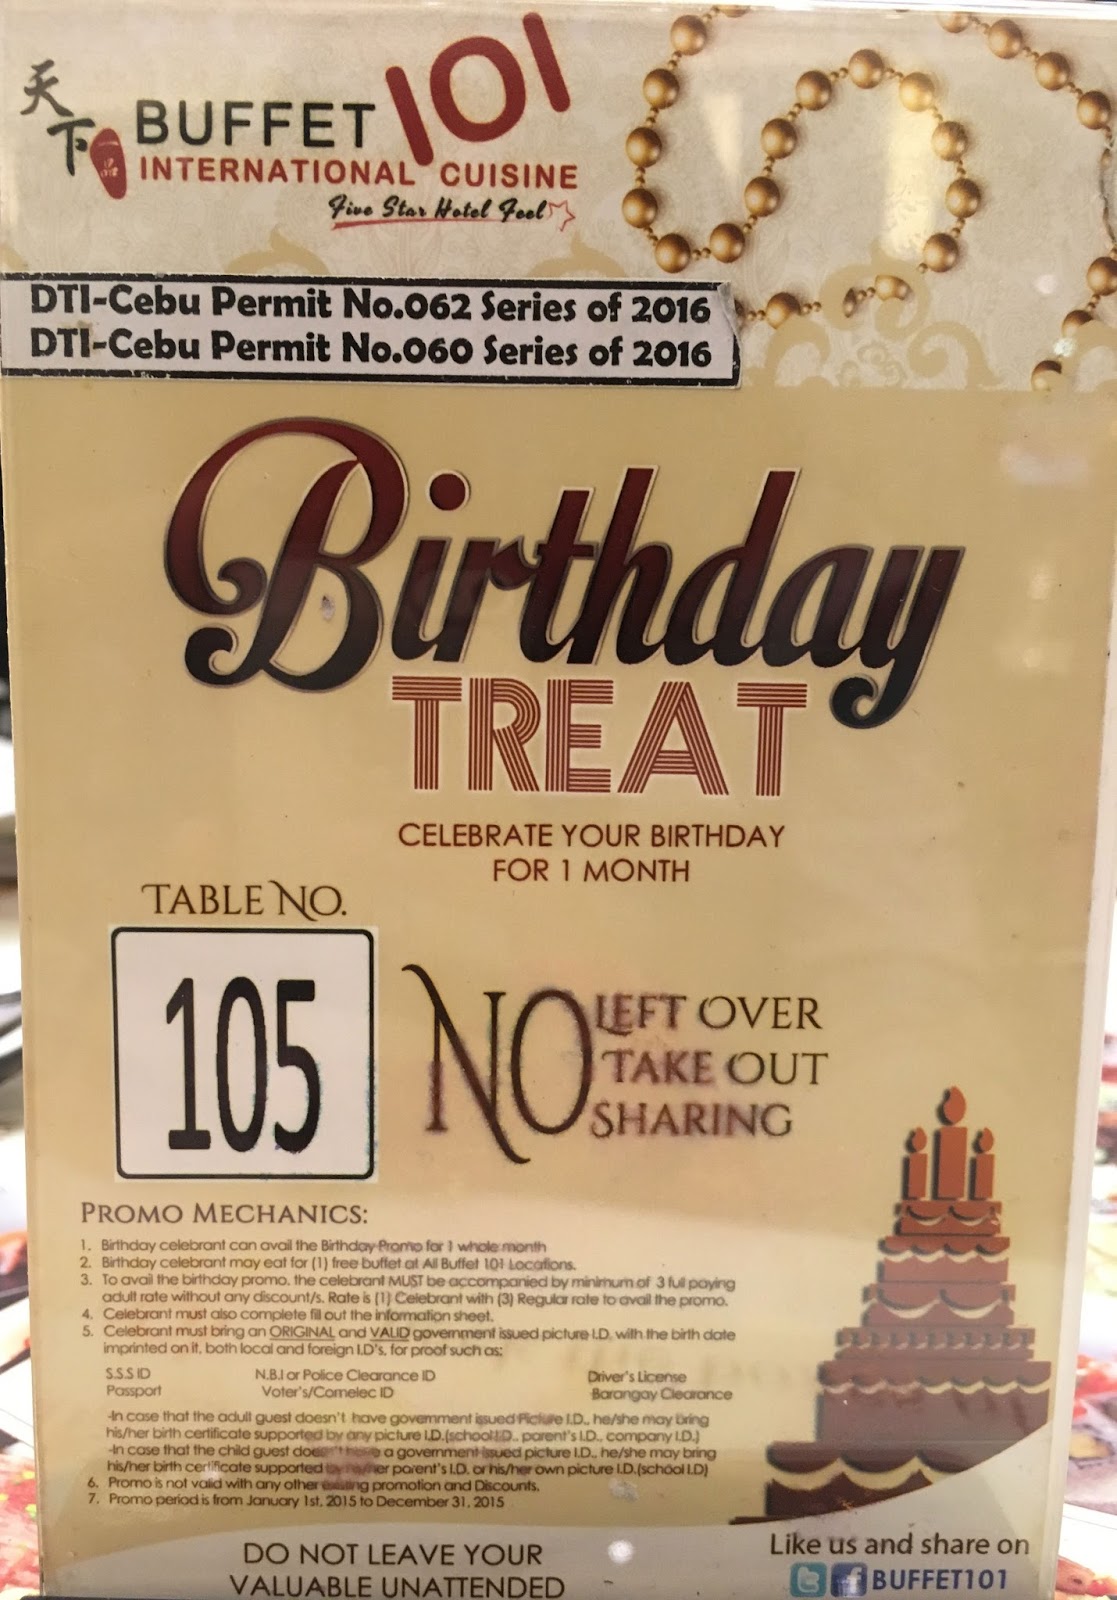 天下
BUFFET 101
INTERNATIONAL CUISINE
Five Star Hotel Feel
DTI-Cebu Permit No.062 Series of 2016
DTI-Cebu Permit No.060 Series of 2016
Birthday
TREAT
CELEBRATE YOUR BIRTHDAY
FOR 1 MONTH
TABLE NO.
105
NO LEFT OVER
TAKE OUT
SHARING
PROMO MECHANICS:
1. Birthday celebrant can avail the Birthday Promo for 1 whole month
2. Birthday celebrant may eat for (1) free buffet at All Buffet 101 Locations.
3. To avail the birthday promo. the celebrant MUST be accompanied by minimum of 3 full paying
adult rate without any discount/s. Rate is (1) Celebrant with (3) Regular rate to avail the promo.
4. Celebrant must also complete fill out the information sheet.
5. Celebrant must bring an ORIGINAL and VALID government issued picture I.D. with the birth date
imprinted on it, both local and foreign I.D's, for proof such as:
S.S.S ID N.B.I or Police Clearance ID Driver's License
Passport Voter's/Comelec ID Barangay Clearance
-In case that the adult guest doesn't have government issued Picture I.D., he/she may bring
his/her birth certificate supported by any picture I.D.(school I.D., parent's I.D., company I.D.)
-In case that the child guest doesn't have a government issued picture I.D., he/she may bring
his/her birth certificate supported by his/her parent's I.D. or his/her own picture I.D.(school I.D)
6. Promo is not valid with any other existing promotion and Discounts.
7. Promo period is from January 1st, 2015 to December 31, 2015
DO NOT LEAVE YOUR
VALUABLE UNATTENDED
Like us and share on
BUFFET101